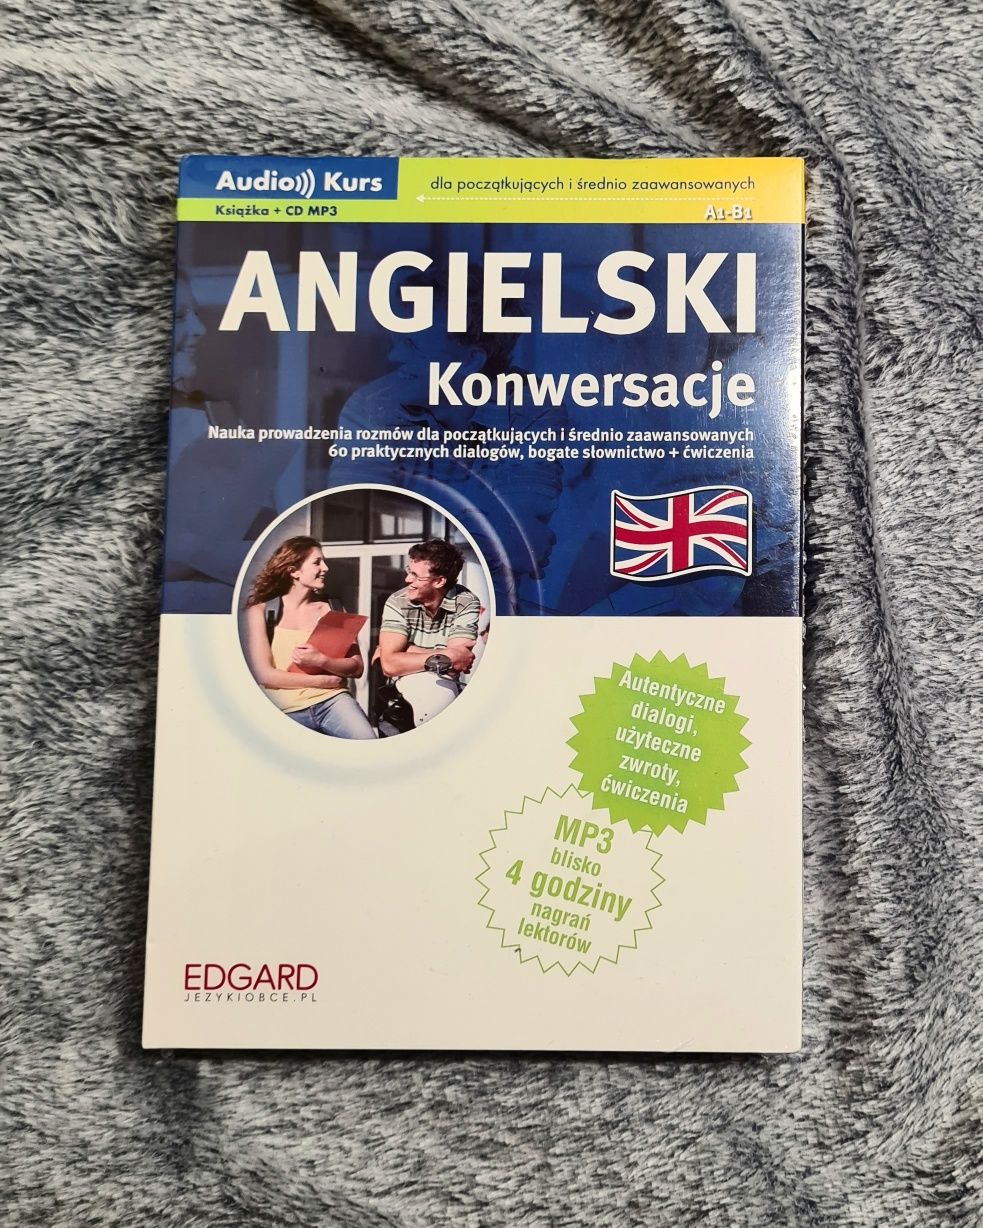 Audio Kurs
Książka + CD MP3
dla początkujących i średnio zaawansowanych
A1-B1
ANGIELSKI
Konwersacje
Nauka prowadzenia rozmów dla początkujących i średnio zaawansowanych
60 praktycznych dialogów, bogate słownictwo + ćwiczenia
Autentyczne
dialogi,
użyteczne
zwroty,
ćwiczenia
MP3
blisko
4 godziny
nagrań
lektorów
EDGARD
JEZYKIOBCE.PL